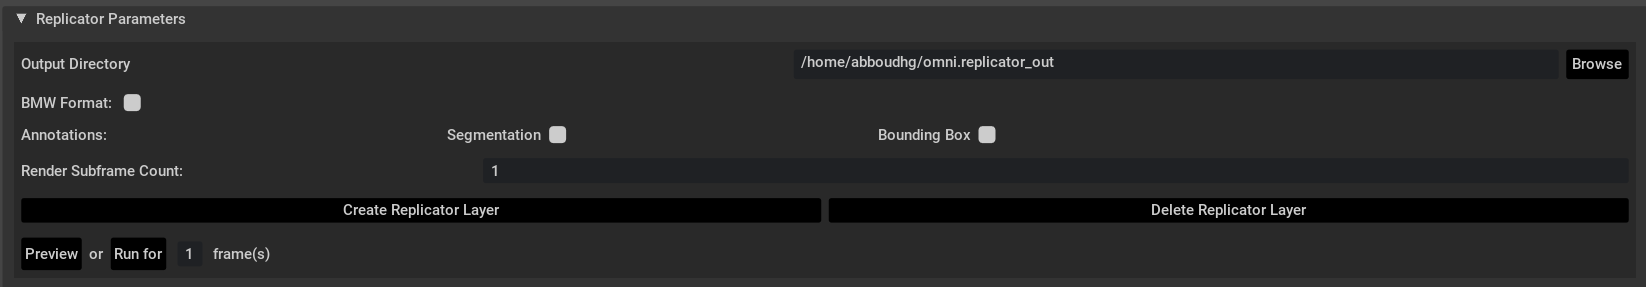 Replicator Parameters
Output Directory /home/abboudhg/omni.replicator_out Browse
BMW Format:
Annotations: Segmentation Bounding Box
Render Subframe Count: 1
Create Replicator Layer Delete Replicator Layer
Preview or Run for 1 frame(s)